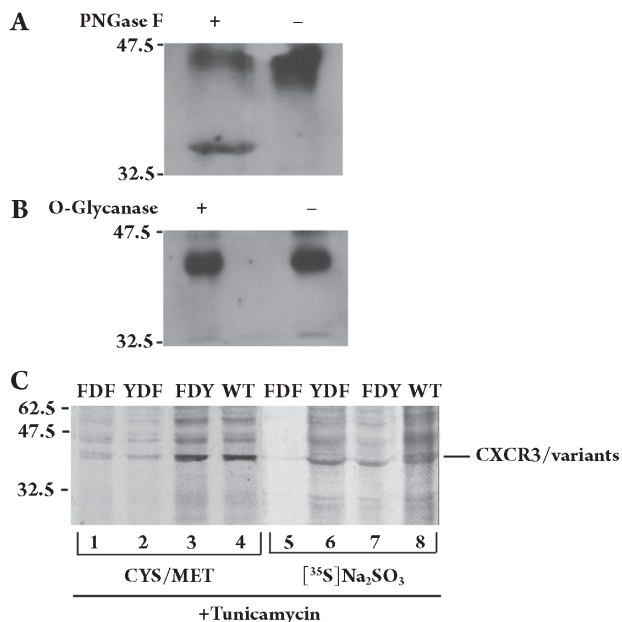 A
PNGase F + –
47.5-
32.5-
B
O-Glycanase + –
47.5-
32.5-
C
FDF YDF FDY WT FDF YDF FDY WT
62.5 -
47.5 -
CXCR3/variants
32.5 -
1 2 3 4 5 6 7 8
CYS/MET [³⁵S]Na₂SO₃
+Tunicamycin